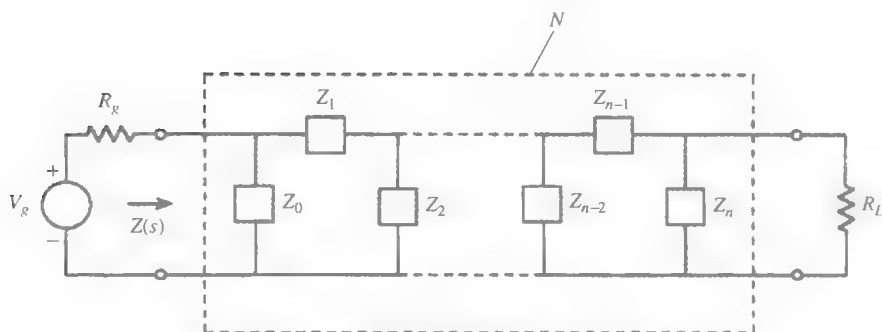 N
R_g
Z_1
Z_{n-1}
+
V_g
−
Z(s)
Z_0
Z_2
Z_{n-2}
Z_n
R_L